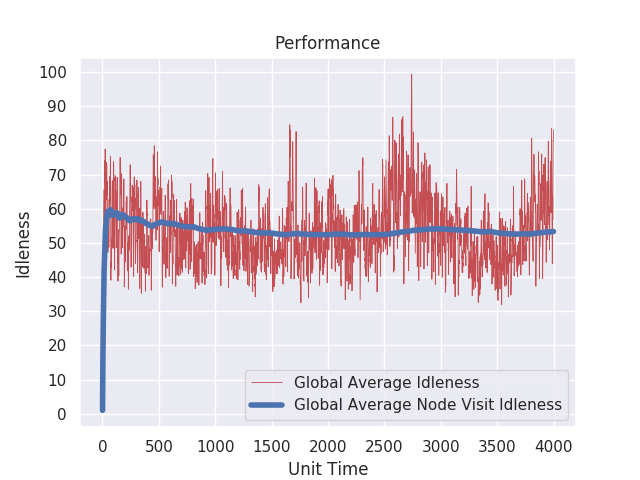 Performance
100
90
80
70
60
50
40
30
20
10
0
Idleness
Global Average Idleness
Global Average Node Visit Idleness
0 500 1000 1500 2000 2500 3000 3500 4000
Unit Time